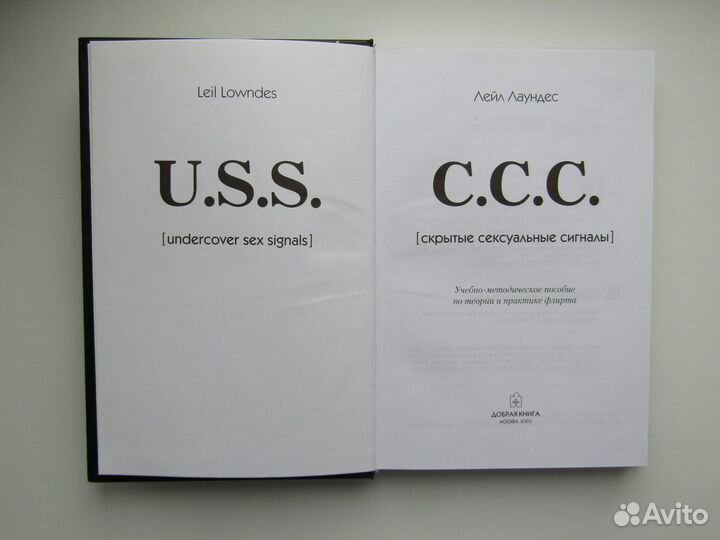 Leil Lowndes
U.S.S.
[undercover sex signals]
Лейл Лаундес
С.С.С.
[скрытые сексуальные сигналы]
Учебно-методическое пособие
по теории и практике флирта
ДОБРАЯ КНИГА
МОСКВА 2003
Avito